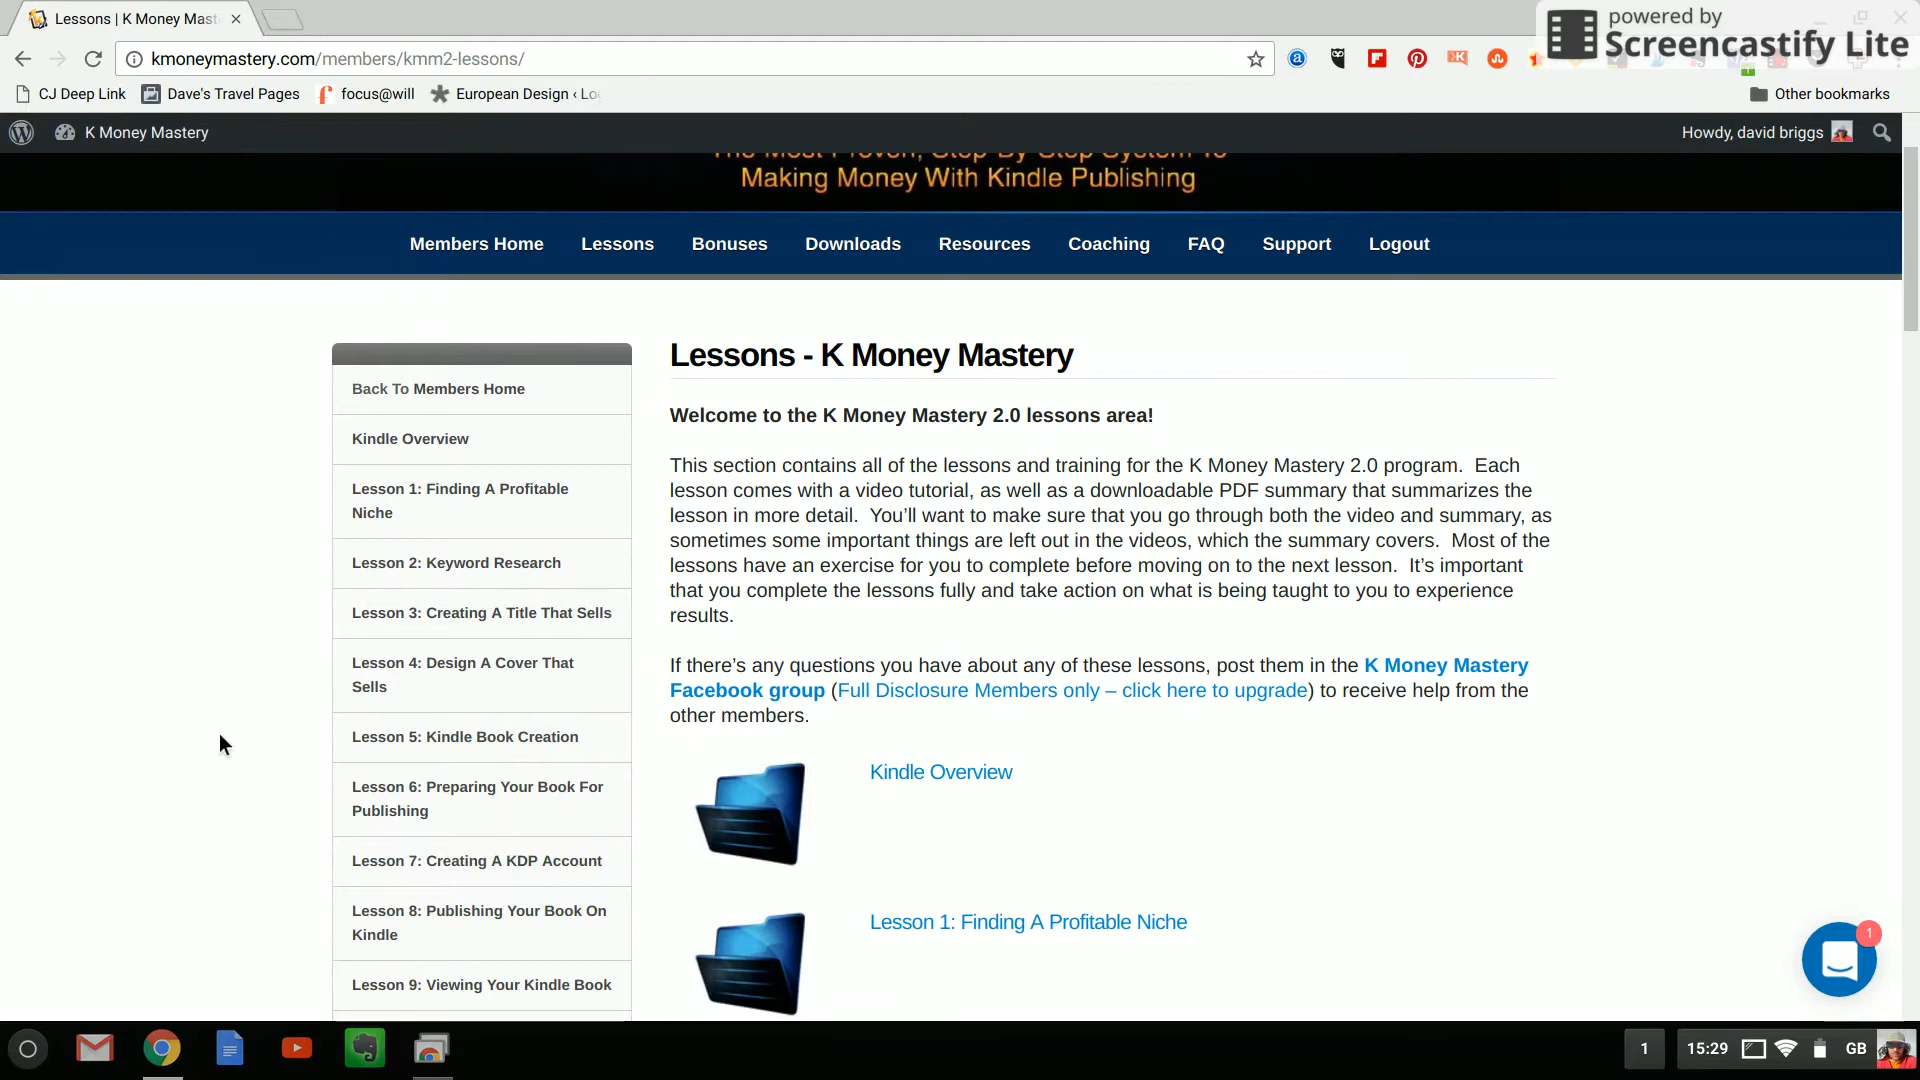 Lessons | K Money Mast
powered by
Screencastify Lite
kmoneymastery.com/members/kmm2-lessons/
CJ Deep Link
Dave's Travel Pages
focus@will
European Design ‹ Lo
Other bookmarks
K Money Mastery
Howdy, david briggs
The Most Proven, Step-By-Step System To
Making Money With Kindle Publishing
Members Home
Lessons
Bonuses
Downloads
Resources
Coaching
FAQ
Support
Logout
Back To Members Home
Kindle Overview
Lesson 1: Finding A Profitable
Niche
Lesson 2: Keyword Research
Lesson 3: Creating A Title That Sells
Lesson 4: Design A Cover That
Sells
Lesson 5: Kindle Book Creation
Lesson 6: Preparing Your Book For
Publishing
Lesson 7: Creating A KDP Account
Lesson 8: Publishing Your Book On
Kindle
Lesson 9: Viewing Your Kindle Book
Lessons - K Money Mastery
Welcome to the K Money Mastery 2.0 lessons area!
This section contains all of the lessons and training for the K Money Mastery 2.0 program.  Each
lesson comes with a video tutorial, as well as a downloadable PDF summary that summarizes the
lesson in more detail.  You'll want to make sure that you go through both the video and summary, as
sometimes some important things are left out in the videos, which the summary covers.  Most of the
lessons have an exercise for you to complete before moving on to the next lesson.  It's important
that you complete the lessons fully and take action on what is being taught to you to experience
results.
If there's any questions you have about any of these lessons, post them in the K Money Mastery
Facebook group (Full Disclosure Members only – click here to upgrade) to receive help from the
other members.
Kindle Overview
Lesson 1: Finding A Profitable Niche
1
1
15:29
GB